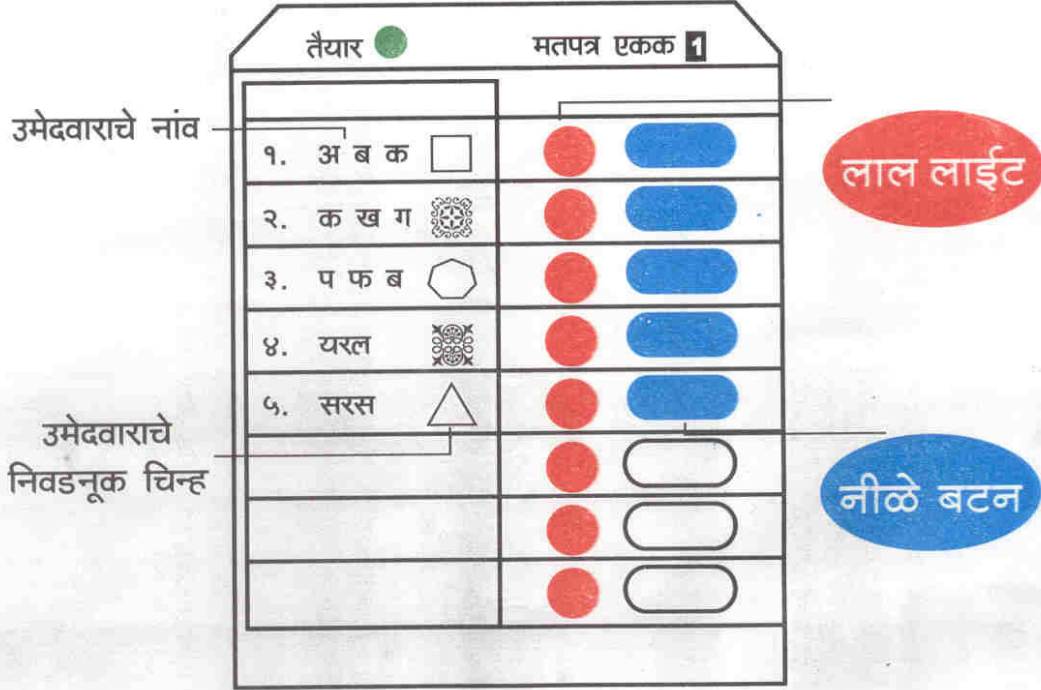 तैयार मतपत्र एकक 1
उमेदवाराचे नांव
१. अ ब क
लाल लाईट
२. क ख ग
३. प फ ब
४. यरल
५. सरस
उमेदवाराचे
निवडनूक चिन्ह
नीळे बटन